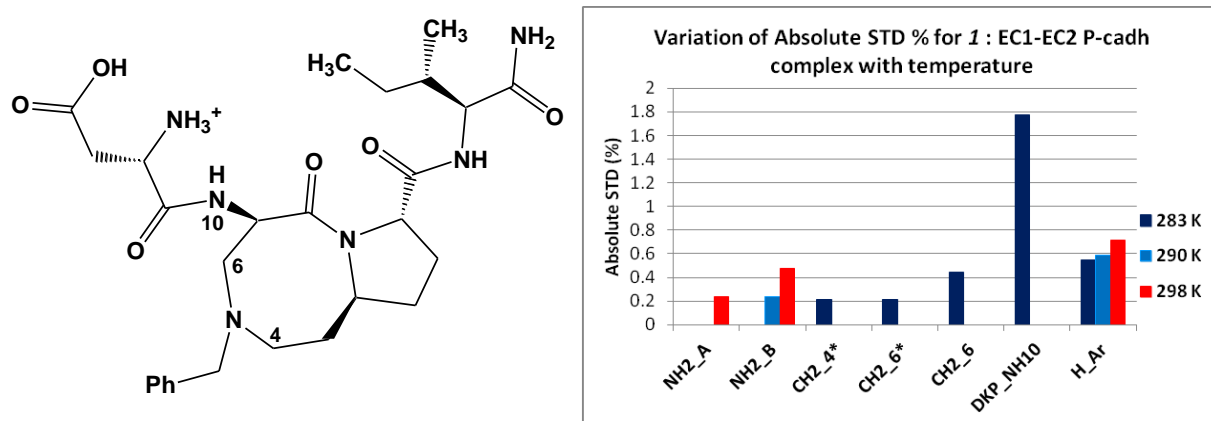 OH
O
NH3+
O
H
N
10
O
6
N
4
Ph
N
O
NH
H3C
CH3
NH2
O
Variation of Absolute STD % for 1 : EC1-EC2 P-cadh
complex with temperature
Absolute STD (%)
2
1.8
1.6
1.4
1.2
1
0.8
0.6
0.4
0.2
0
NH2_A
NH2_B
CH2_4*
CH2_6*
CH2_6
DKP_NH10
H_Ar
283 K
290 K
298 K